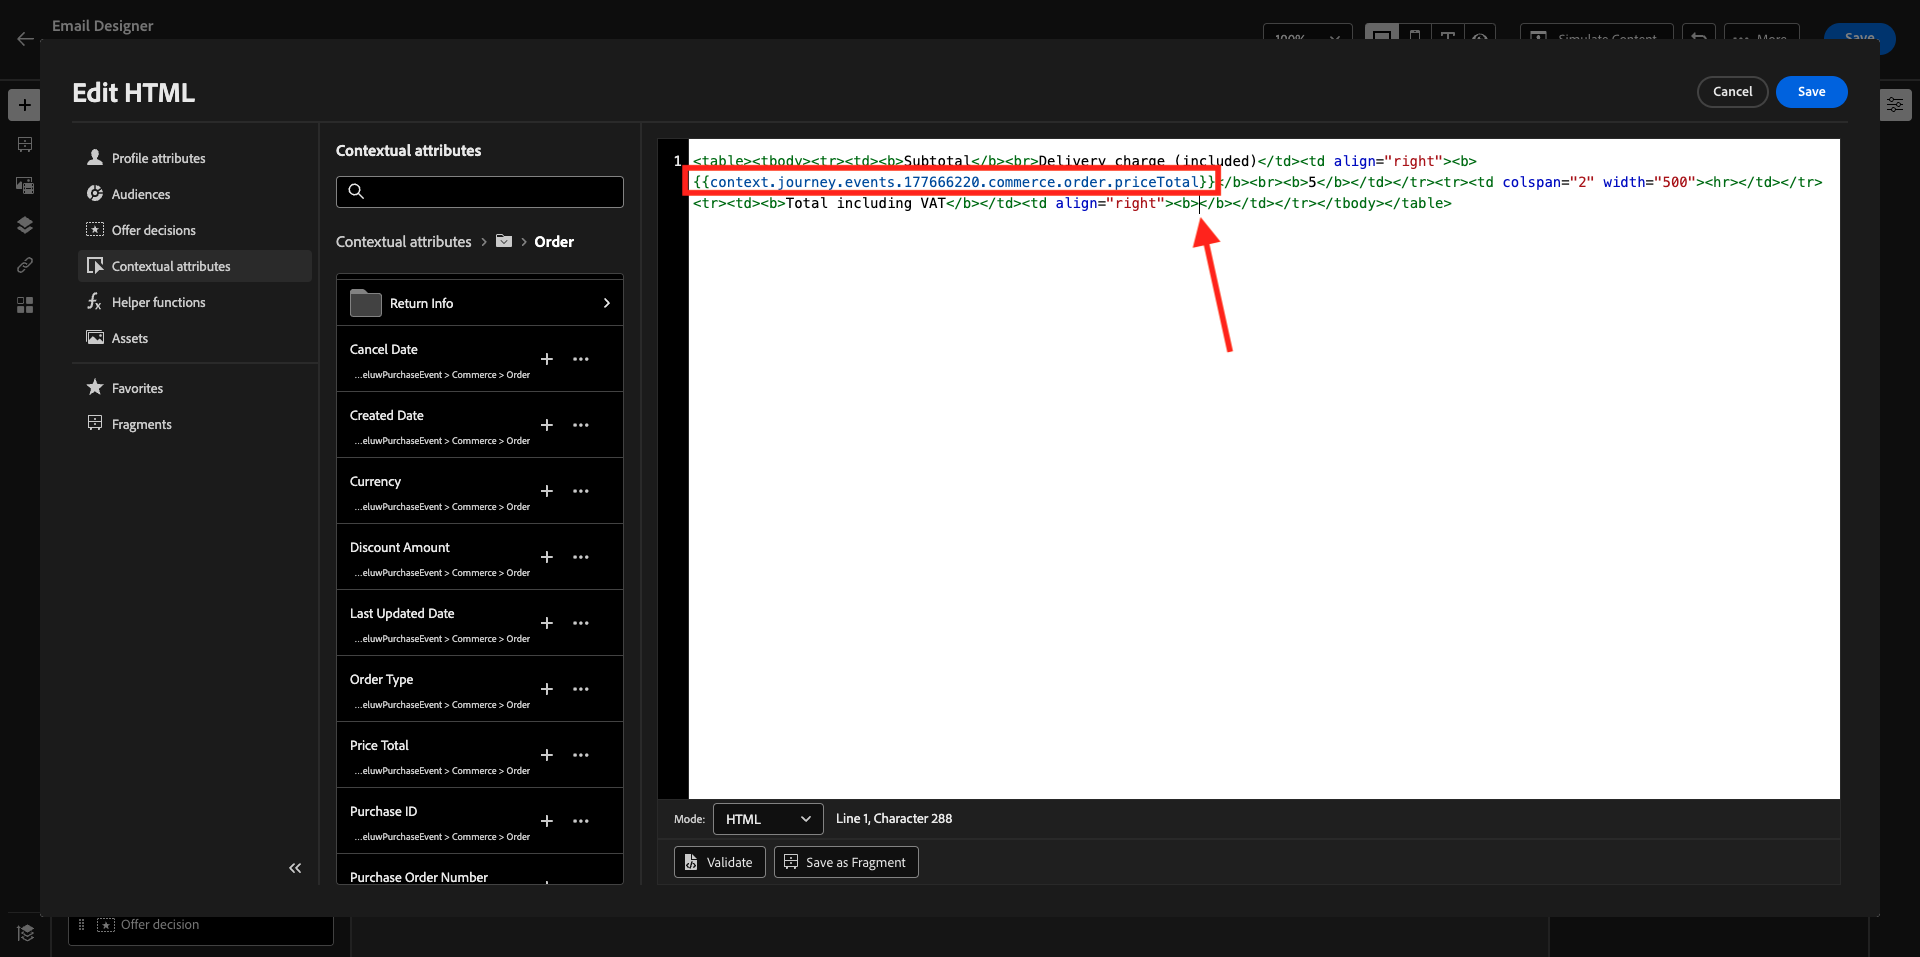 Email Designer
100%
Simulate Content
More
Save
Edit HTML
Cancel
Save
Profile attributes
Audiences
Offer decisions
Contextual attributes
Helper functions
Assets
Favorites
Fragments
Contextual attributes
Contextual attributes > Order
Return Info
Cancel Date
...eluwPurchaseEvent > Commerce > Order
Created Date
...eluwPurchaseEvent > Commerce > Order
Currency
...eluwPurchaseEvent > Commerce > Order
Discount Amount
...eluwPurchaseEvent > Commerce > Order
Last Updated Date
...eluwPurchaseEvent > Commerce > Order
Order Type
...eluwPurchaseEvent > Commerce > Order
Price Total
...eluwPurchaseEvent > Commerce > Order
Purchase ID
...eluwPurchaseEvent > Commerce > Order
Purchase Order Number
1
<table><tbody><tr><td><b>Subtotal</b><br>Delivery charge (included)</td><td align="right"><b>
{{context.journey.events.177666220.commerce.order.priceTotal}}</b><br><b>5</b></td></tr><tr><td colspan="2" width="500"><hr></td></tr>
<tr><td><b>Total including VAT</b></td><td align="right"><b></b></td></tr></tbody></table>
Mode: HTML Line 1, Character 288
Validate
Save as Fragment
Offer decision